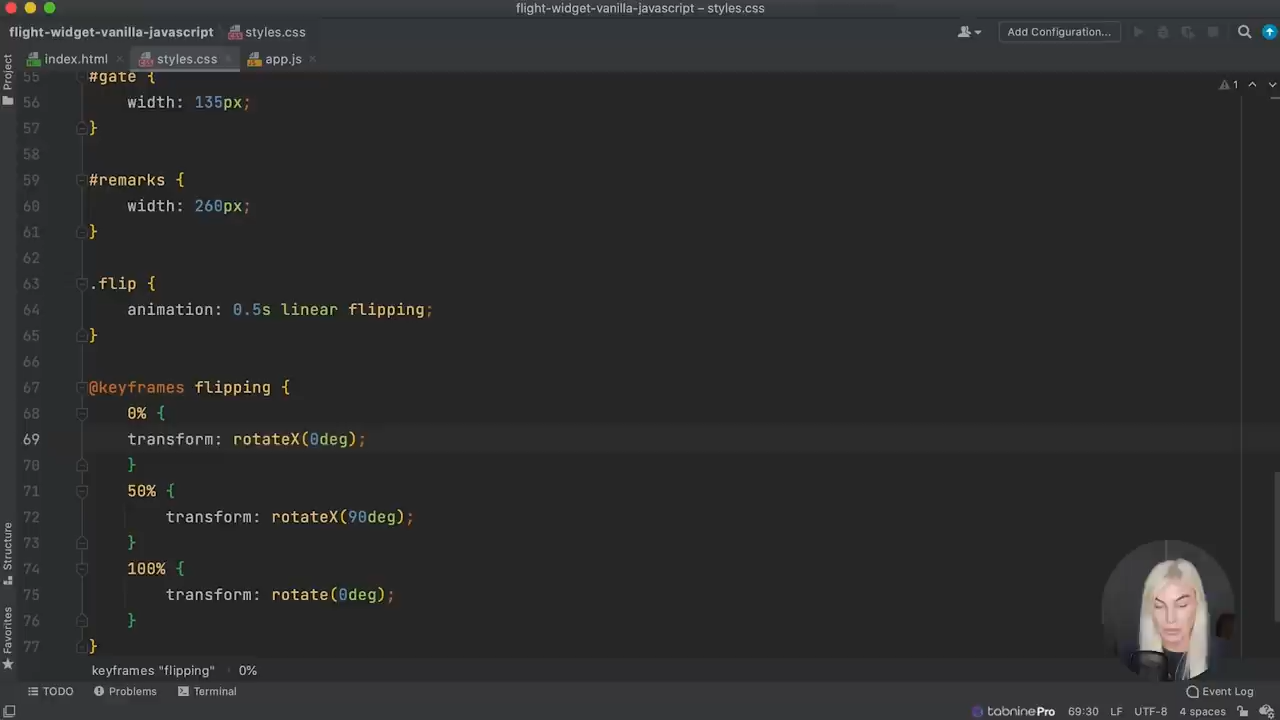 flight-widget-vanilla-javascript – styles.css
flight-widget-vanilla-javascript styles.css
Add Configuration...
index.html
styles.css
app.js
Project
55 #gate {
1
56 width: 135px;
57 }
58
59 #remarks {
60 width: 260px;
61 }
62
63 .flip {
64 animation: 0.5s linear flipping;
65 }
66
67 @keyframes flipping {
68 0% {
69 transform: rotateX(0deg);
70 }
71 50% {
72 transform: rotateX(90deg);
73 }
74 100% {
75 transform: rotate(0deg);
76 }
77 }
Structure
Favorites
keyframes "flipping" 0%
TODO Problems Terminal Event Log
tabninePro 69:30 LF UTF-8 4 spaces